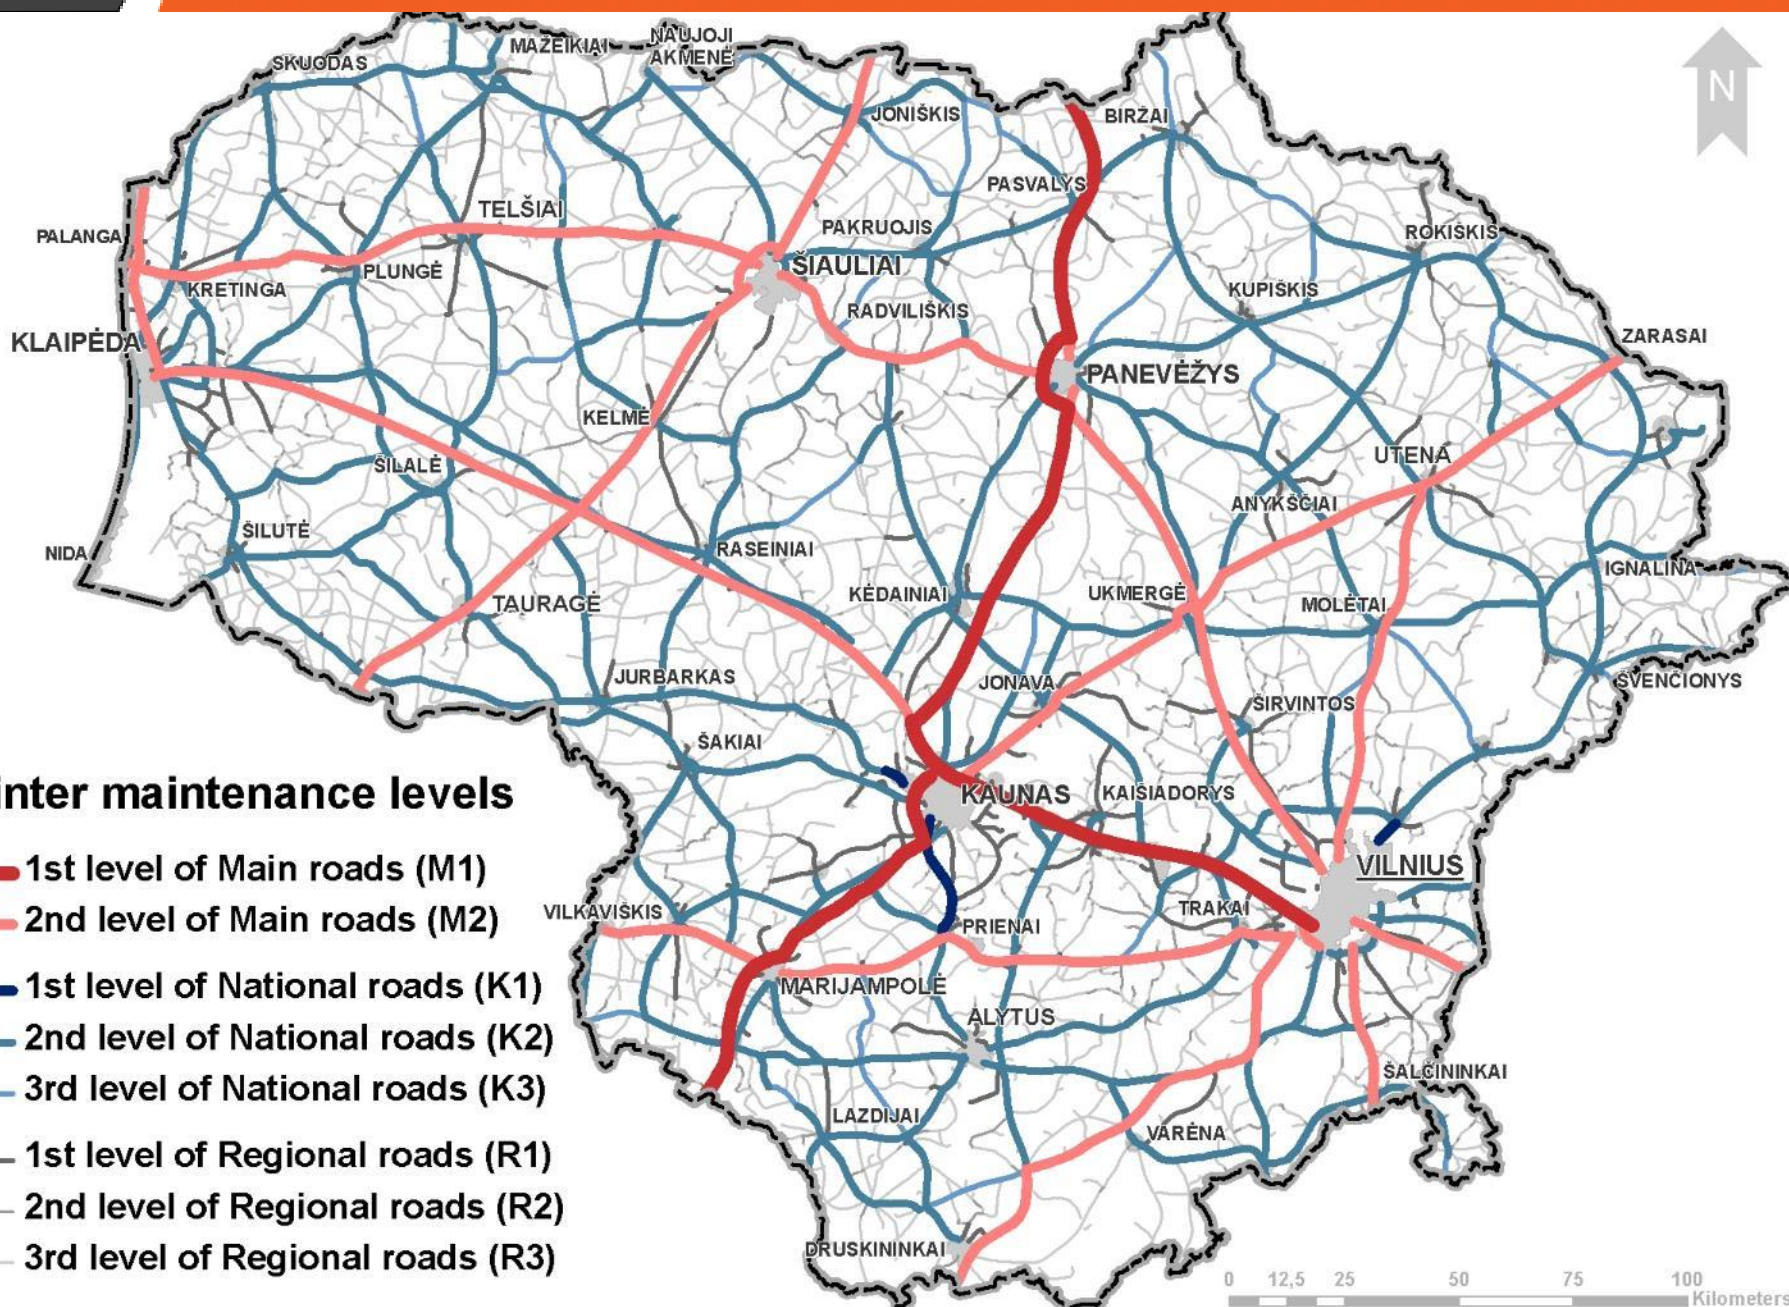 NAUJOJI
AKMENĖ
MAŽEIKIAI
SKUODAS
N
JONIŠKIS
BIRŽAI
PASVALYS
TELŠIAI
PAKRUOJIS
PALANGA
ROKIŠKIS
ŠIAULIAI
PLUNGĖ
KRETINGA
KUPIŠKIS
RADVILIŠKIS
KLAIPĖDA
ZARASAI
PANEVĖŽYS
KELMĖ
UTENA
ŠILALĖ
ANYKŠČIAI
ŠILUTĖ
RASEINIAI
NIDA
IGNALINA
KĖDAINIAI
UKMERGĖ
TAURAGĖ
MOLĖTAI
JURBARKAS
JONAVA
ŠVENČIONYS
ŠIRVINTOS
ŠAKIAI
KAUNAS
KAIŠIADORYS
VILNIUS
VILKAVIŠKIS
TRAKAI
PRIENAI
MARIJAMPOLĖ
ALYTUS
ŠALČININKAI
LAZDIJAI
VARĖNA
DRUSKININKAI
inter maintenance levels
1st level of Main roads (M1)
2nd level of Main roads (M2)
1st level of National roads (K1)
2nd level of National roads (K2)
3rd level of National roads (K3)
1st level of Regional roads (R1)
2nd level of Regional roads (R2)
3rd level of Regional roads (R3)
0 12,5 25 50 75 100
Kilometers